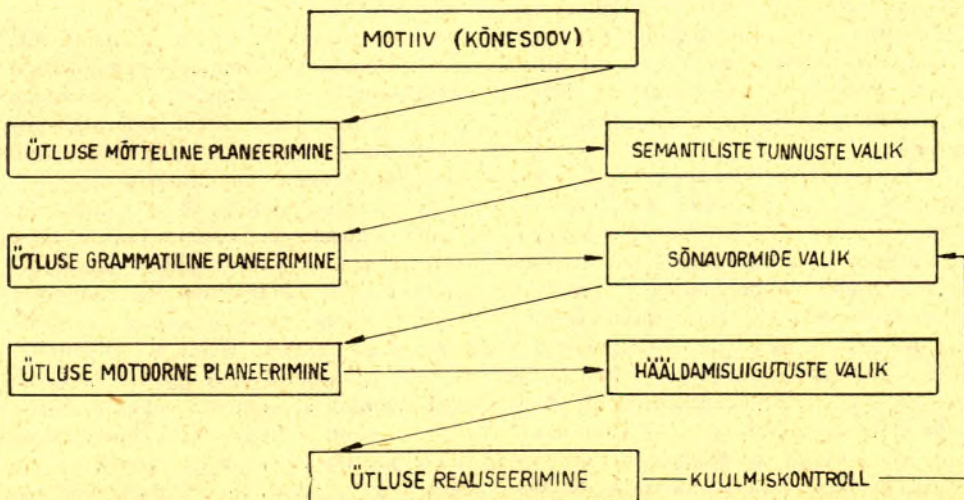 MOTIIV (KÕNESOOV)
ÜTLUSE MÕTTELINE PLANEERIMINE
SEMANTILISTE TUNNUSTE VALIK
ÜTLUSE GRAMMATILINE PLANEERIMINE
SÕNAVORMIDE VALIK
ÜTLUSE MOTOORNE PLANEERIMINE
HÄÄLDAMISLIIGUTUSTE VALIK
ÜTLUSE REALISEERIMINE
KUULMISKONTROLL